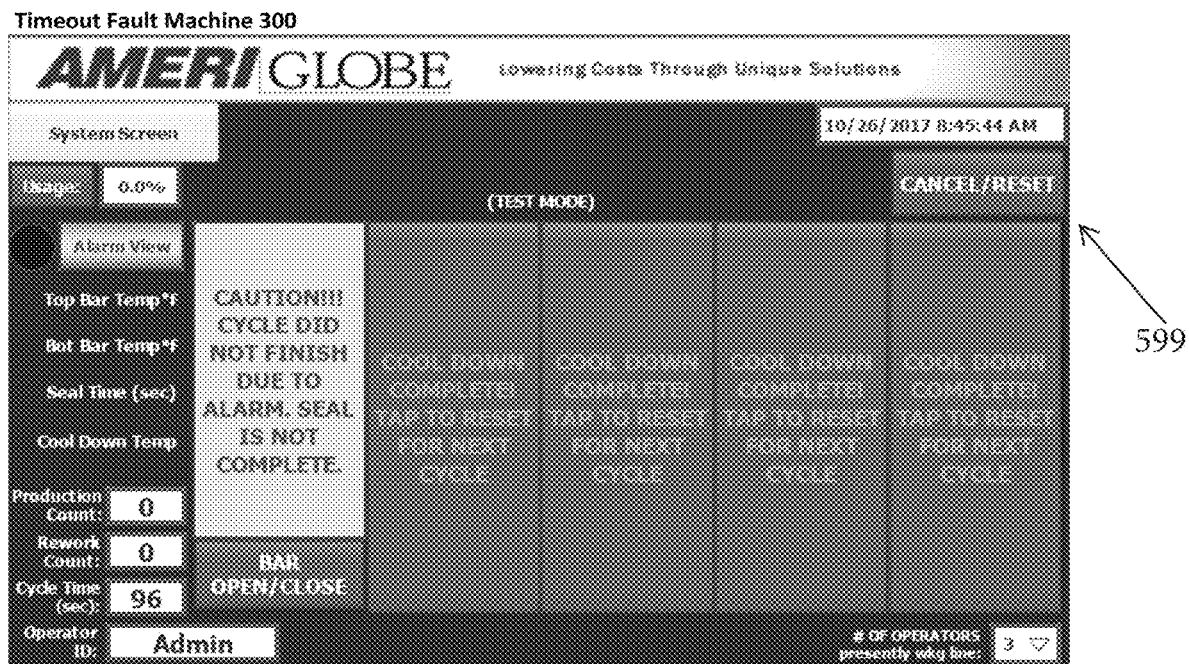 Timeout Fault Machine 300
AMERIGLOBE Lowering Costs Through Unique Solutions
System Screen
10/26/2017 8:45:44 AM
Usage: 0.0%
(TEST MODE)
CANCEL/RESET
Alarm View
Top Bar Temp°f
Bot Bar Temp°f
Seal Time (sec)
Cool Down Temp
CAUTION!!!
CYCLE DID
NOT FINISH
DUE TO
ALARM. SEAL
IS NOT
COMPLETE.
COOL DOWN COOL DOWN COOL DOWN COOL DOWN
COMPLETE! COMPLETE! COMPLETE! COMPLETE!
TAP TO RESET TAP TO RESET TAP TO RESET TAP TO RESET
FOR NEXT FOR NEXT FOR NEXT FOR NEXT
CYCLE CYCLE CYCLE CYCLE
599
Production
Count: 0
Rework
Count: 0
Cycle Time
(sec): 96
BAR
OPEN/CLOSE
Operator
ID: Admin
# OF OPERATORS
presently wkg line: 3